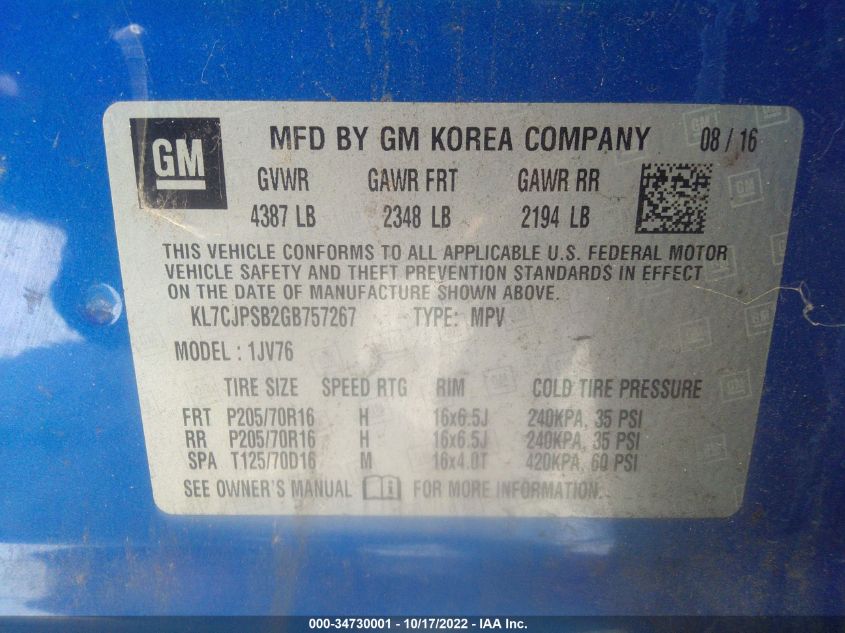 GM
MFD BY GM KOREA COMPANY 08 / 16
GVWR GAWR FRT GAWR RR
4387 LB 2348 LB 2194 LB
THIS VEHICLE CONFORMS TO ALL APPLICABLE U.S. FEDERAL MOTOR
VEHICLE SAFETY AND THEFT PREVENTION STANDARDS IN EFFECT
ON THE DATE OF MANUFACTURE SHOWN ABOVE.
KL7CJPSB2GB757267 TYPE: MPV
MODEL : 1JV76
TIRE SIZE SPEED RTG RIM COLD TIRE PRESSURE
FRT P205/70R16 H 16x6.5J 240KPA, 35 PSI
RR P205/70R16 H 16x6.5J 240KPA, 35 PSI
SPA T125/70D16 M 16x4.0T 420KPA, 60 PSI
SEE OWNER'S MANUAL FOR MORE INFORMATION.
000-34730001 - 10/17/2022 - IAA Inc.